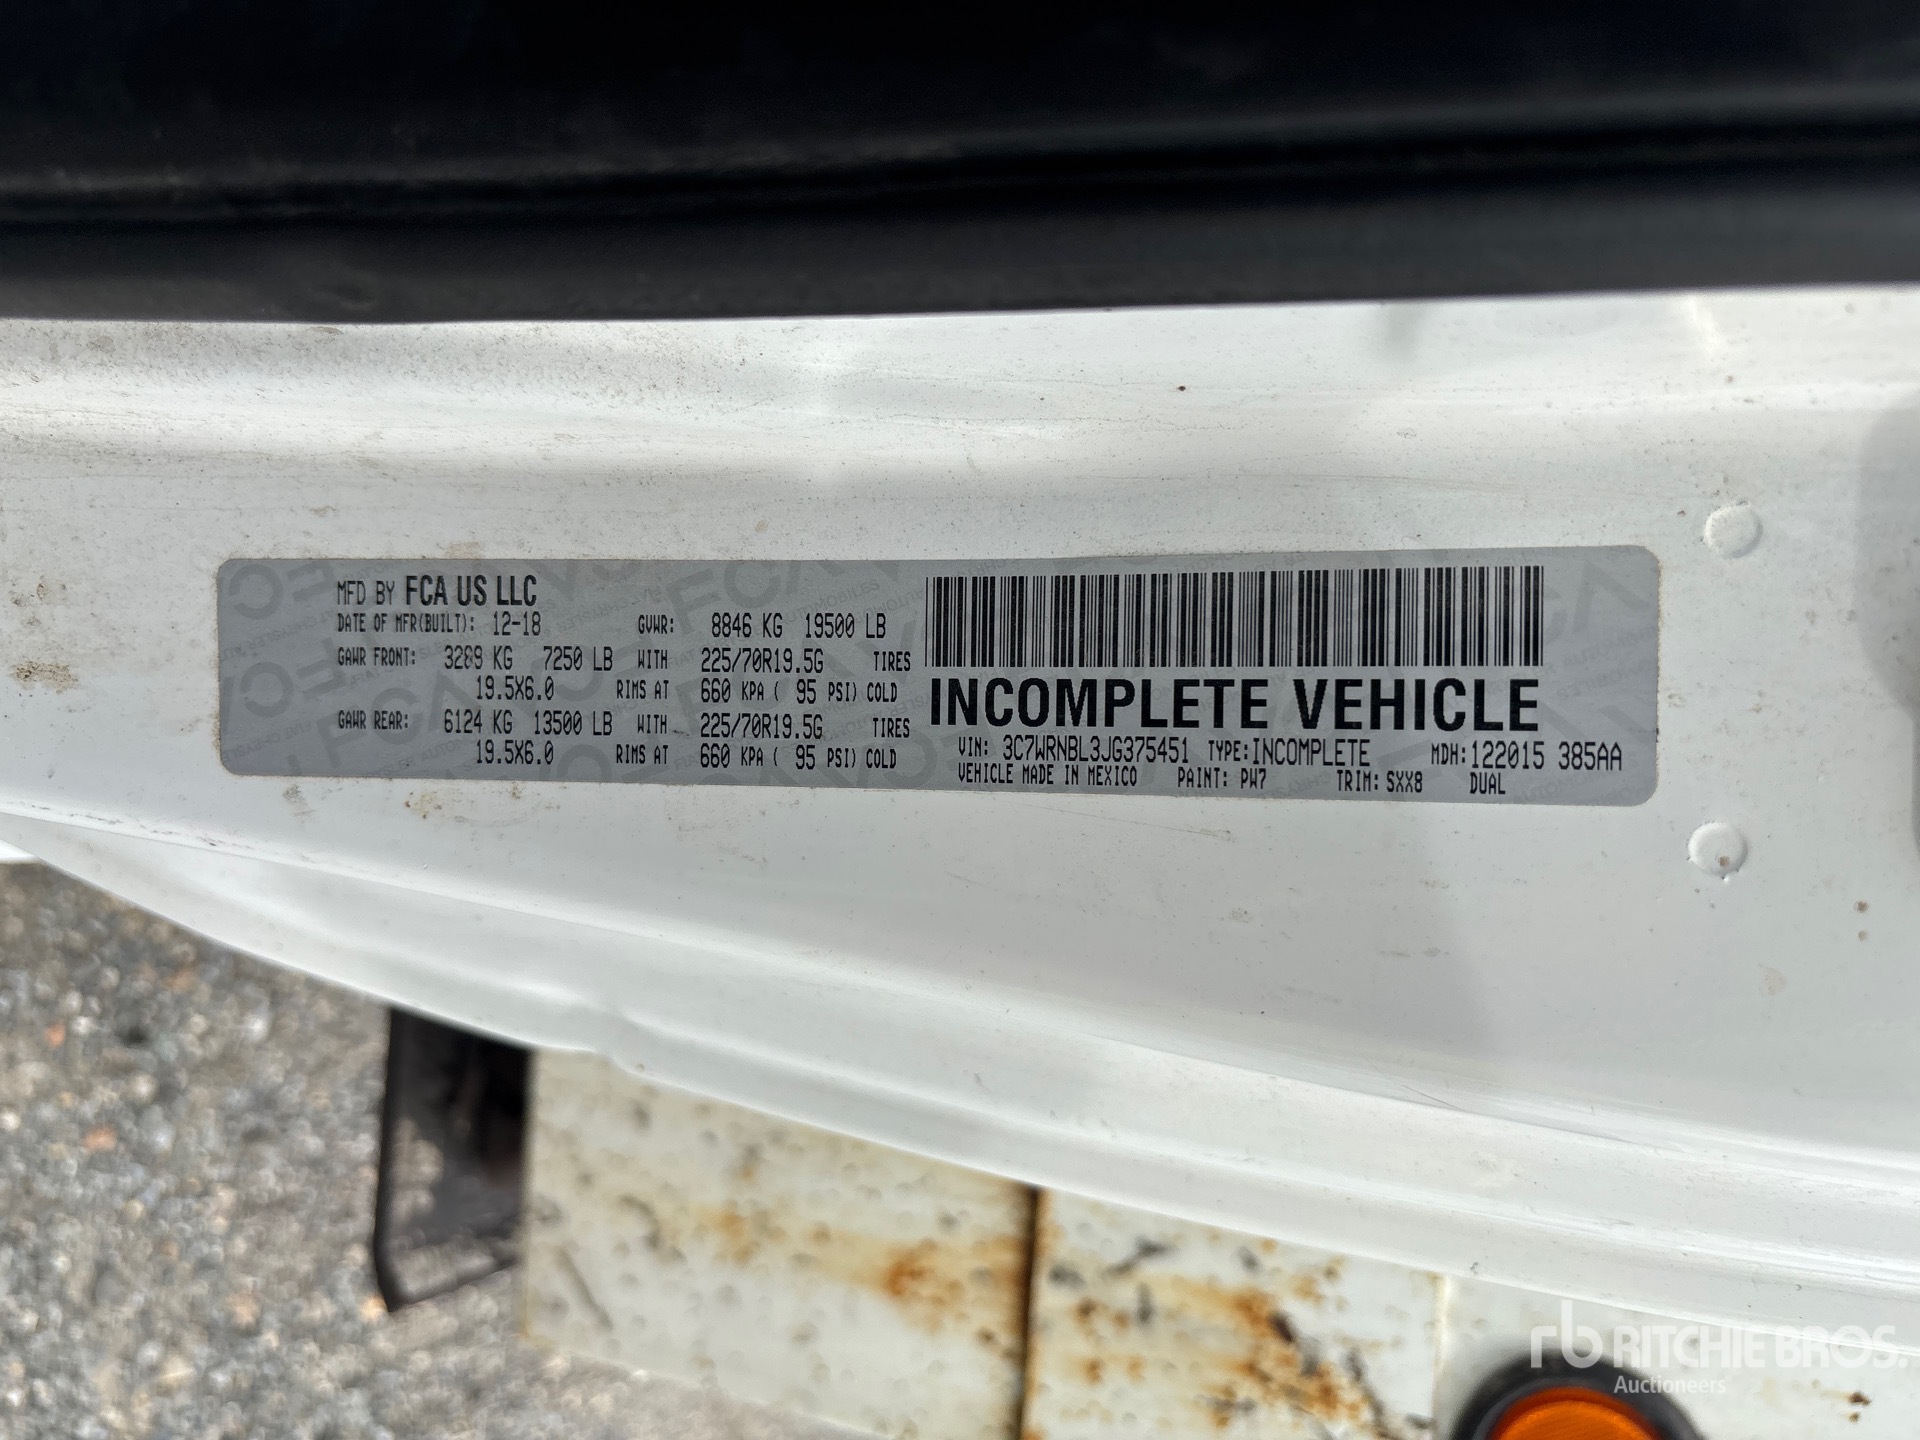 MFD BY FCA US LLC
DATE OF MFR(BUILT): 12-18 GVWR: 8846 KG 19500 LB
GAWR FRONT: 3289 KG 7250 LB WITH 225/70R19.5G TIRES
19.5X6.0 RIMS AT 660 KPA ( 95 PSI) COLD
GAWR REAR: 6124 KG 13500 LB WITH 225/70R19.5G TIRES
19.5X6.0 RIMS AT 660 KPA ( 95 PSI) COLD
INCOMPLETE VEHICLE
VIN: 3C7WRNBL3JG375451 TYPE:INCOMPLETE MDH:122015 385AA
VEHICLE MADE IN MEXICO PAINT: PW7 TRIM: SXX8 DUAL
rb RITCHIE BROS.
Auctioneers